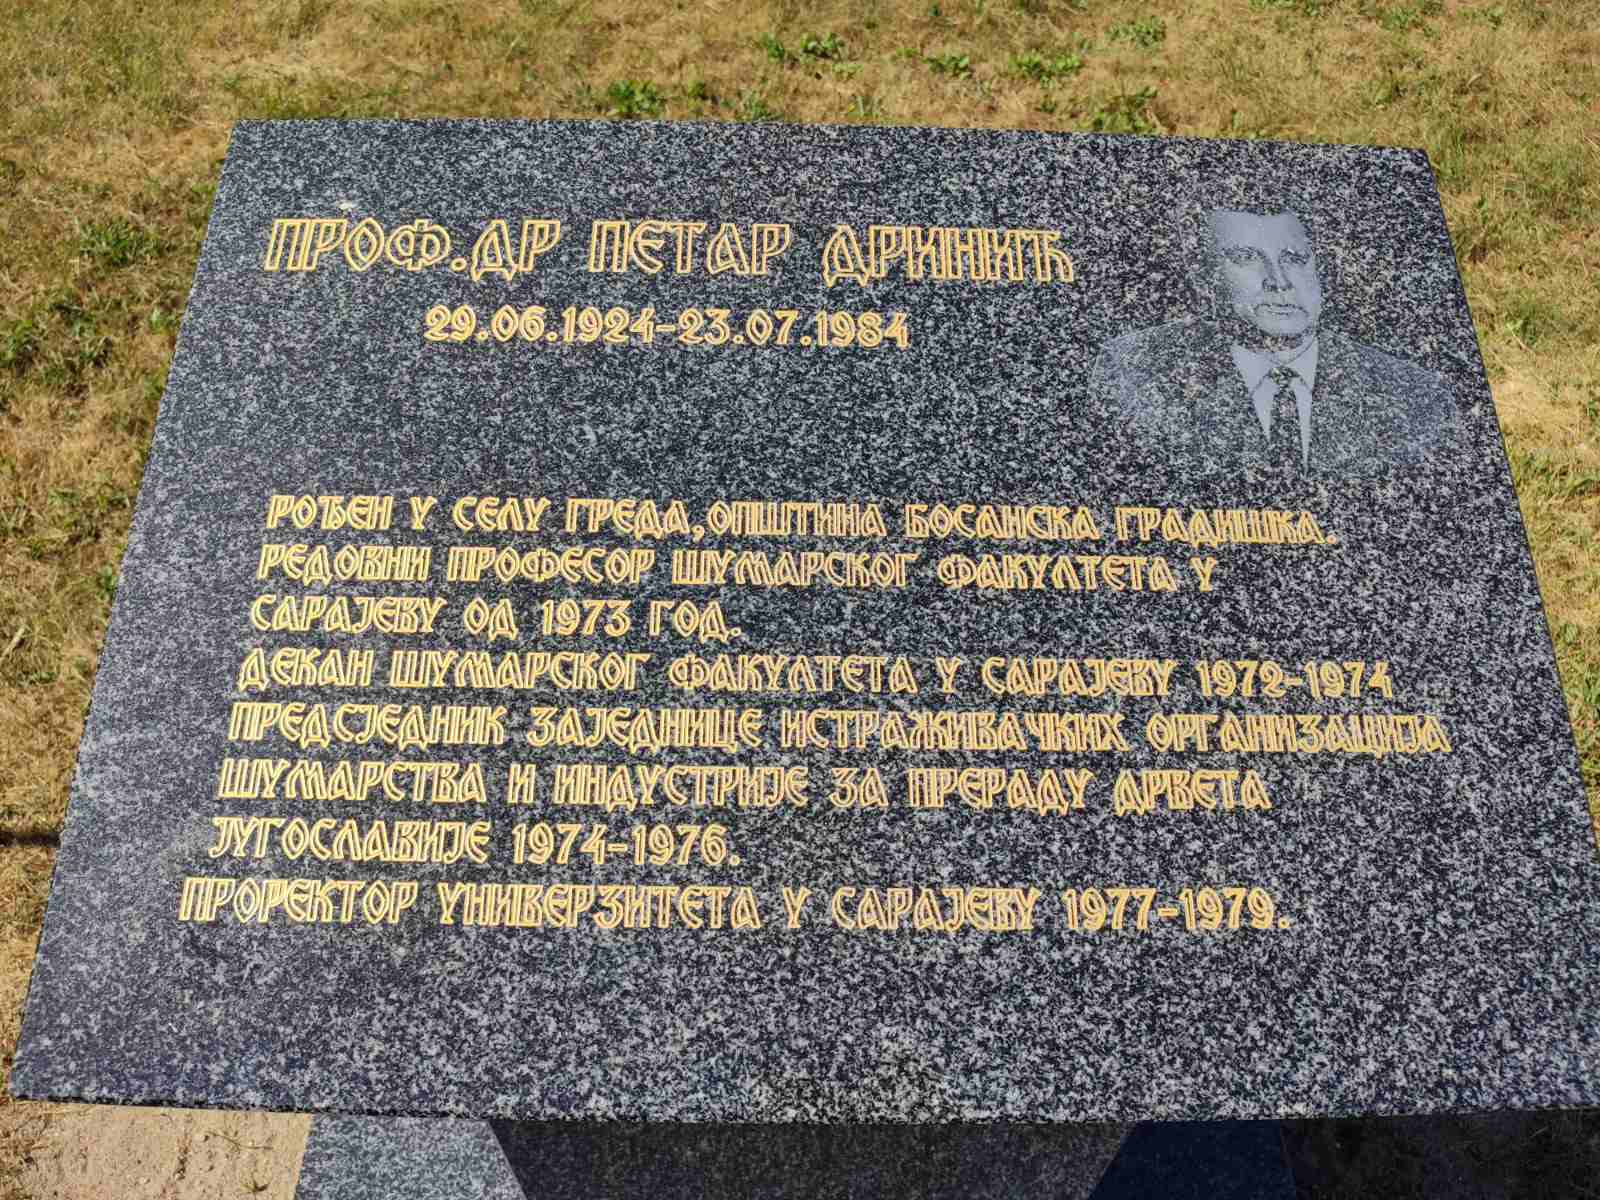 ПРОФ.ДР ПЕТАР ДРИНИЋ
29.06.1924-23.07.1984
РОЂЕН У СЕЛУ ГРЕДА, ОПШТИНА БОСАНСКА ГРАДИШКА.
РЕДОВНИ ПРОФЕСОР ШУМАРСКОГ ФАКУЛТЕТА У
САРАЈЕВУ ОД 1973 ГОД.
ДЕКАН ШУМАРСКОГ ФАКУЛТЕТА У САРАЈЕВУ 1972-1974
ПРЕДСЈЕДНИК ЗАЈЕДНИЦЕ ИСТРАЖИВАЧКИХ ОРГАНИЗАЦИЈА
ШУМАРСТВА И ИНДУСТРИЈЕ ЗА ПРЕРАДУ ДРВЕТА
ЈУГОСЛАВИЈЕ 1974-1976.
ПРОРЕКТОР УНИВЕРЗИТЕТА У САРАЈЕВУ 1977-1979.